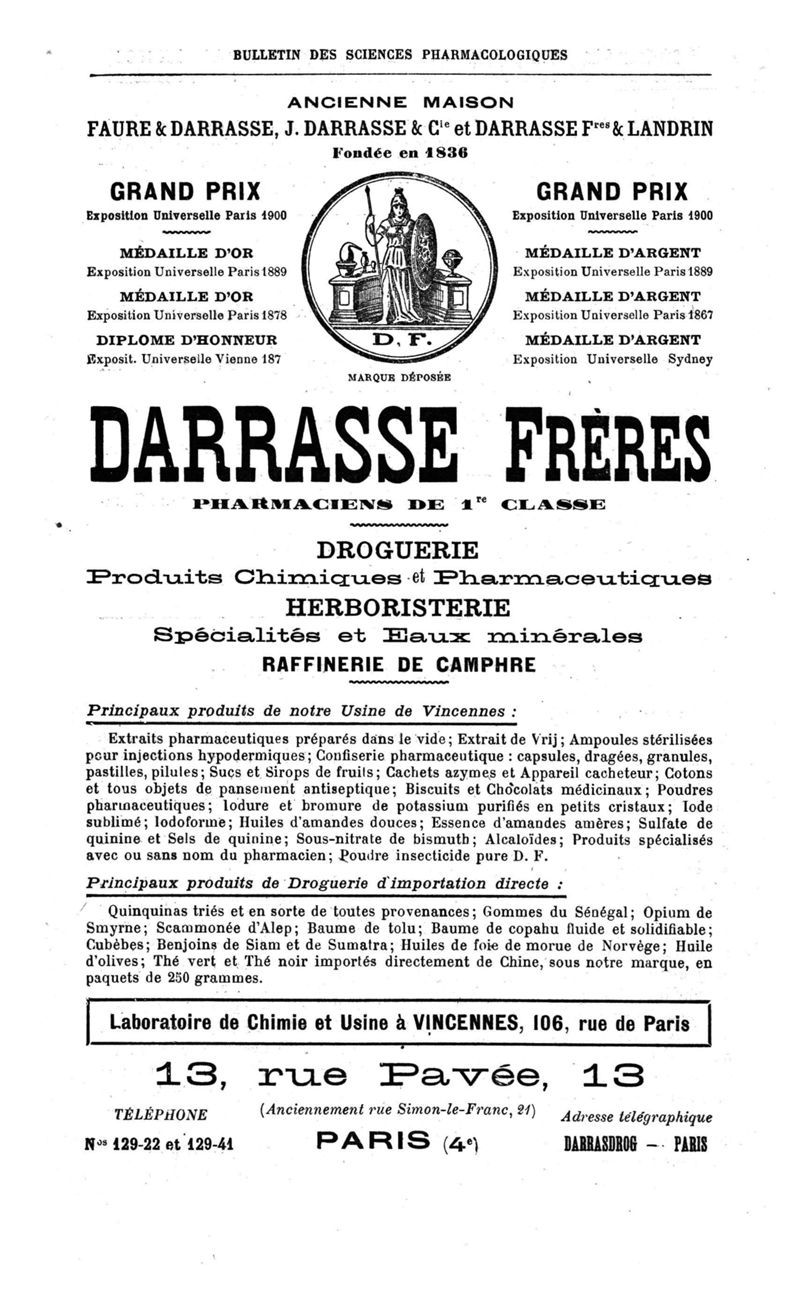 BULLETIN DES SCIENCES PHARMACOLOGIQUES
ANCIENNE MAISON
FAURE & DARRASSE, J. DARRASSE & Cie et DARRASSE Fres & LANDRIN
Fondée en 1836
GRAND PRIX
Exposition Universelle Paris 1900
MÉDAILLE D'OR
Exposition Universelle Paris 1889
MÉDAILLE D'OR
Exposition Universelle Paris 1878
DIPLOME D'HONNEUR
Exposit. Universelle Vienne 187
D. F.
MARQUE DÉPOSÉE
GRAND PRIX
Exposition Universelle Paris 1900
MÉDAILLE D'ARGENT
Exposition Universelle Paris 1889
MÉDAILLE D'ARGENT
Exposition Universelle Paris 1867
MÉDAILLE D'ARGENT
Exposition Universelle Sydney
DARRASSE FRÈRES
PHARMACIENS DE 1re CLASSE
DROGUERIE
Produits Chimiques et Pharmaceutiques
HERBORISTERIE
Spécialités et Eaux minérales
RAFFINERIE DE CAMPHRE
Principaux produits de notre Usine de Vincennes :
Extraits pharmaceutiques préparés dans le vide; Extrait de Vrij; Ampoules stérilisées
pour injections hypodermiques; Confiserie pharmaceutique : capsules, dragées, granules,
pastilles, pilules; Sucs et Sirops de fruits; Cachets azymes et Appareil cacheteur; Cotons
et tous objets de pansement antiseptique; Biscuits et Chocolats médicinaux; Poudres
pharmaceutiques; Iodure et bromure de potassium purifiés en petits cristaux; Iode
sublimé; Iodoforme; Huiles d'amandes douces; Essence d'amandes amères; Sulfate de
quinine et Sels de quinine; Sous-nitrate de bismuth; Alcaloïdes; Produits spécialisés
avec ou sans nom du pharmacien; Poudre insecticide pure D. F.
Principaux produits de Droguerie d'importation directe :
Quinquinas triés et en sorte de toutes provenances; Gommes du Sénégal; Opium de
Smyrne; Scammonée d'Alep; Baume de tolu; Baume de copahu fluide et solidifiable;
Cubèbes; Benjoins de Siam et de Sumatra; Huiles de foie de morue de Norvège; Huile
d'olives; Thé vert et Thé noir importés directement de Chine, sous notre marque, en
paquets de 250 grammes.
Laboratoire de Chimie et Usine à VINCENNES, 106, rue de Paris
13, rue Pavée, 13
(Anciennement rue Simon-le-Franc, 21)
PARIS (4e)
TÉLÉPHONE
Nos 129-22 et 129-41
Adresse télégraphique
DARRASDROG — PARIS